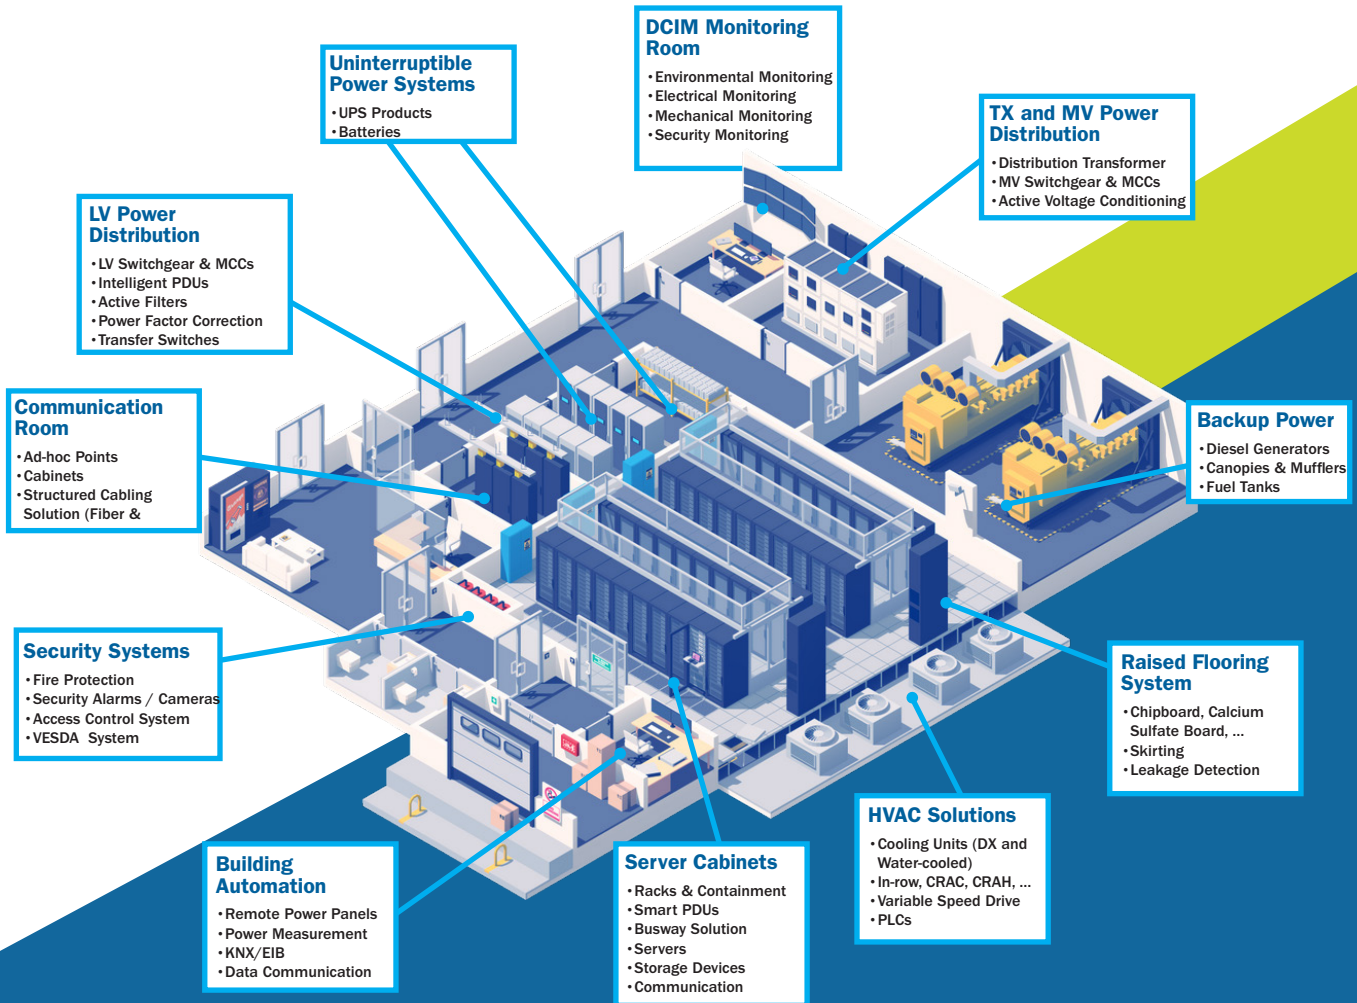 DCIM Monitoring
Room
• Environmental Monitoring
• Electrical Monitoring
• Mechanical Monitoring
• Security Monitoring
Uninterruptible
Power Systems
• UPS Products
• Batteries
TX and MV Power
Distribution
• Distribution Transformer
• MV Switchgear & MCCs
• Active Voltage Conditioning
LV Power
Distribution
• LV Switchgear & MCCs
• Intelligent PDUs
• Active Filters
• Power Factor Correction
• Transfer Switches
Communication
Room
• Ad-hoc Points
• Cabinets
• Structured Cabling
Solution (Fiber &
Backup Power
• Diesel Generators
• Canopies & Mufflers
• Fuel Tanks
Security Systems
• Fire Protection
• Security Alarms / Cameras
• Access Control System
• VESDA System
Raised Flooring
System
• Chipboard, Calcium
Sulfate Board, ...
• Skirting
• Leakage Detection
HVAC Solutions
• Cooling Units (DX and
Water-cooled)
• In-row, CRAC, CRAH, ...
• Variable Speed Drive
• PLCs
Building
Automation
• Remote Power Panels
• Power Measurement
• KNX/EIB
• Data Communication
Server Cabinets
• Racks & Containment
• Smart PDUs
• Busway Solution
• Servers
• Storage Devices
• Communication